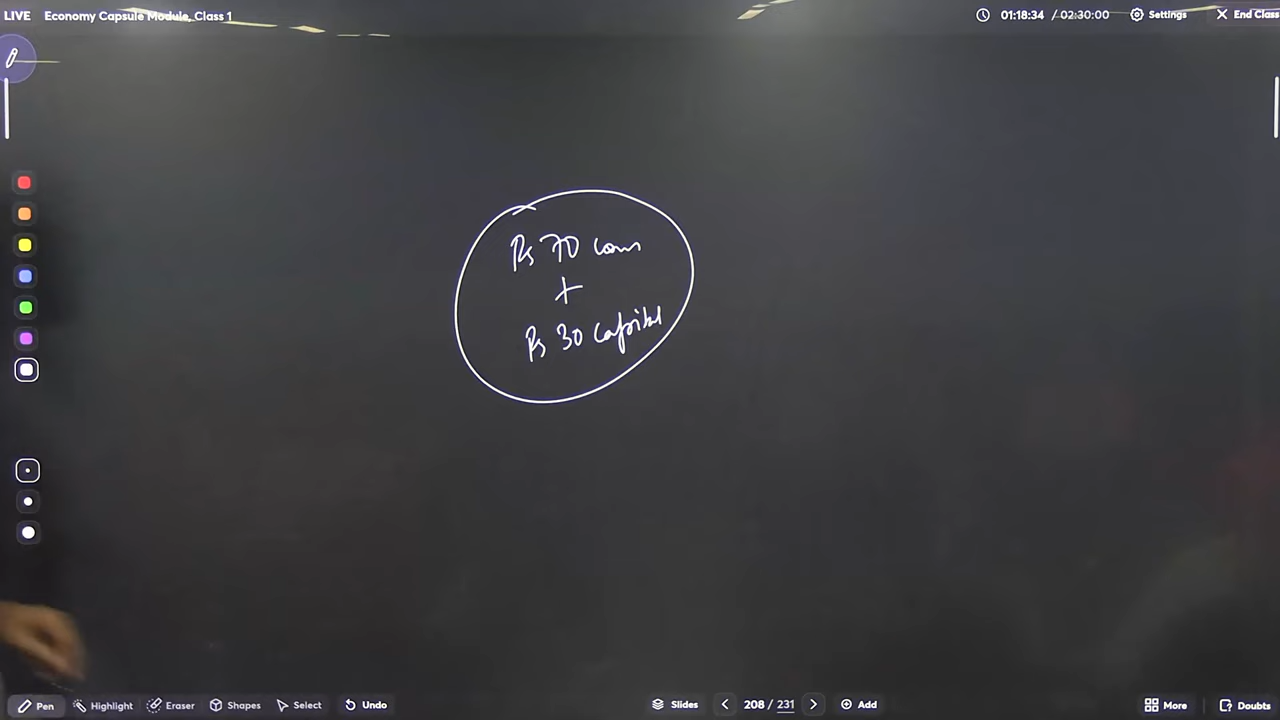 LIVE Economy Capsule Module, Class 1 01:18:34 / 02:30:00 Settings End Class
Rs 70 cons
+
Rs 30 capital
Pen Highlight Eraser Shapes Select Undo Slides 208 / 231 Add More Doubts